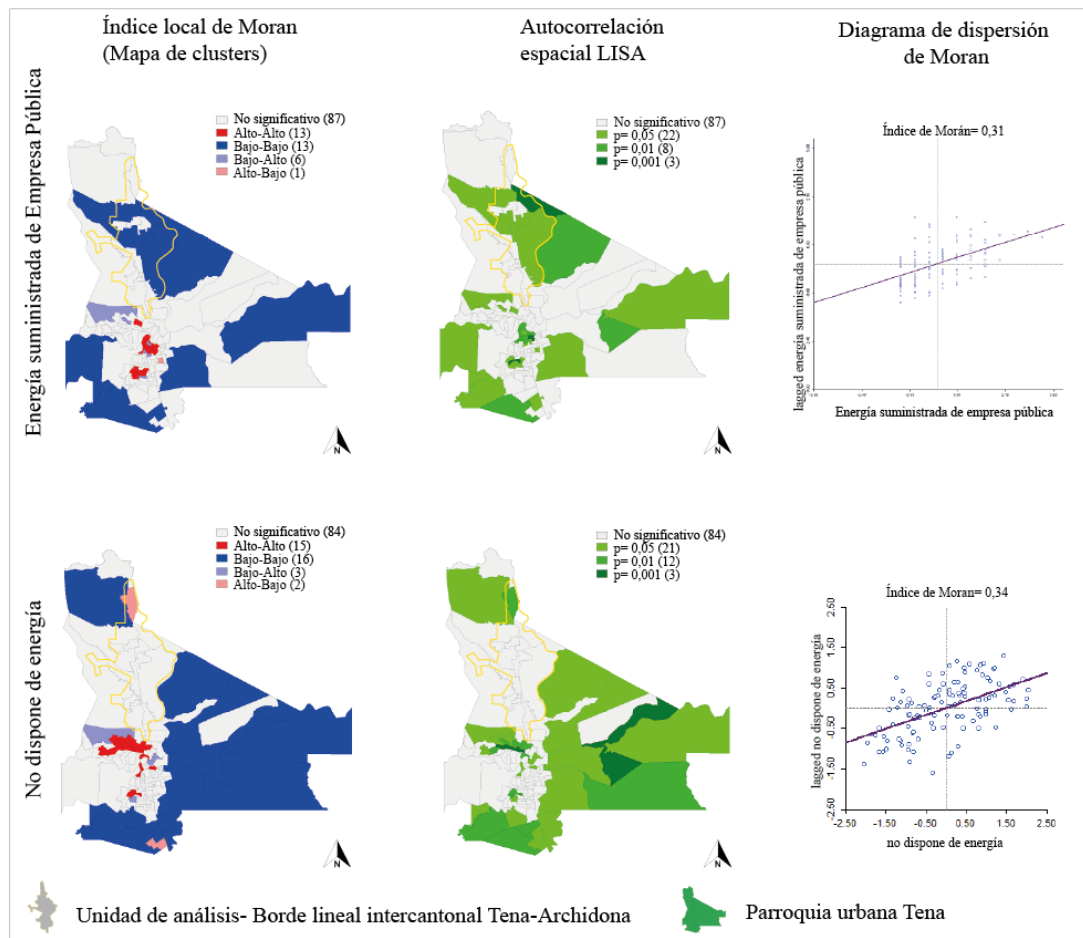 Índice local de Moran
(Mapa de clusters)
Autocorrelación
espacial LISA
Diagrama de dispersión
de Moran
Energía suministrada de Empresa Pública
No significativo (87)
Alto-Alto (13)
Bajo-Bajo (13)
Bajo-Alto (6)
Alto-Bajo (1)
N
No significativo (87)
p= 0,05 (22)
p= 0,01 (8)
p= 0,001 (3)
N
Índice de Morán= 0,31
lagged energía suministrada de empresa pública
Energía suministrada de empresa pública
No dispone de energía
No significativo (84)
Alto-Alto (15)
Bajo-Bajo (16)
Bajo-Alto (3)
Alto-Bajo (2)
N
No significativo (84)
p= 0,05 (21)
p= 0,01 (12)
p= 0,001 (3)
N
Índice de Moran= 0,34
lagged no dispone de energía
2.50
1.50
0.50
-0.50
-1.50
-2.50
-2.50 -1.50 -0.50 0.50 1.50 2.50
no dispone de energía
Unidad de análisis- Borde lineal intercantonal Tena-Archidona
Parroquia urbana Tena